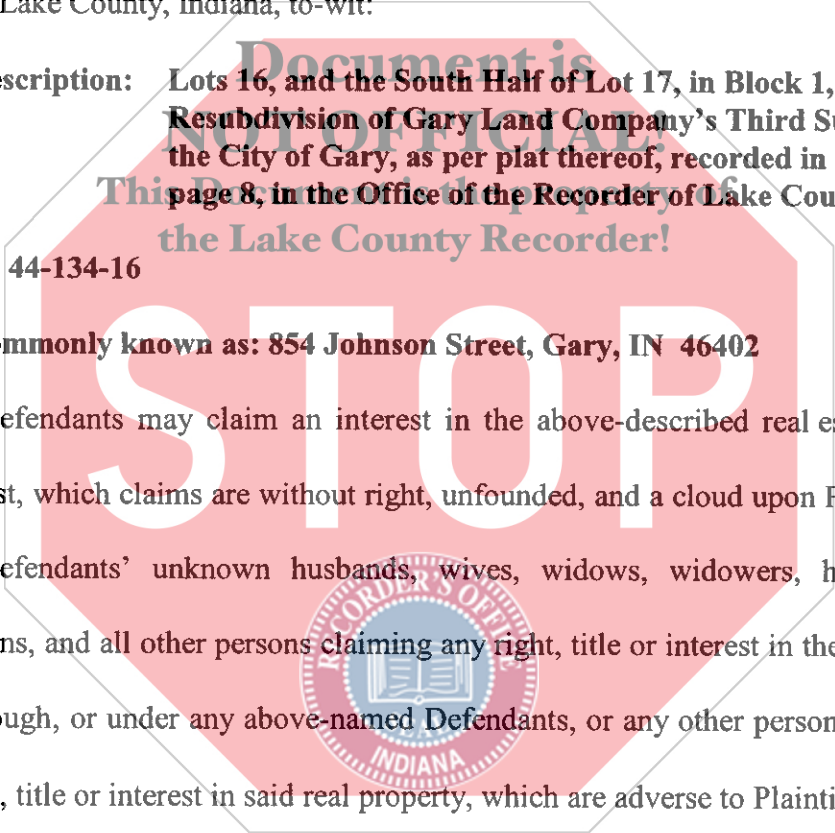 Lake County, Indiana, to-wit:
Document is
escription: Lots 16, and the South Half of Lot 17, in Block 1,
Resubdivision of Gary Land Company's Third Su
NOT OFFICIAL!
the City of Gary, as per plat thereof, recorded in
This Document is the property of
page 8, in the Office of the Recorder of Lake Cou
the Lake County Recorder!
44-134-16
STOP
mmonly known as: 854 Johnson Street, Gary, IN 46402
efendants may claim an interest in the above-described real es
st, which claims are without right, unfounded, and a cloud upon P
efendants' unknown husbands, wives, widows, widowers, h
RECORDER'S OFFICE
ns, and all other persons claiming any right, title or interest in the
SEAL
ough, or under any above-named Defendants, or any other person
INDIANA
, title or interest in said real property, which are adverse to Plainti